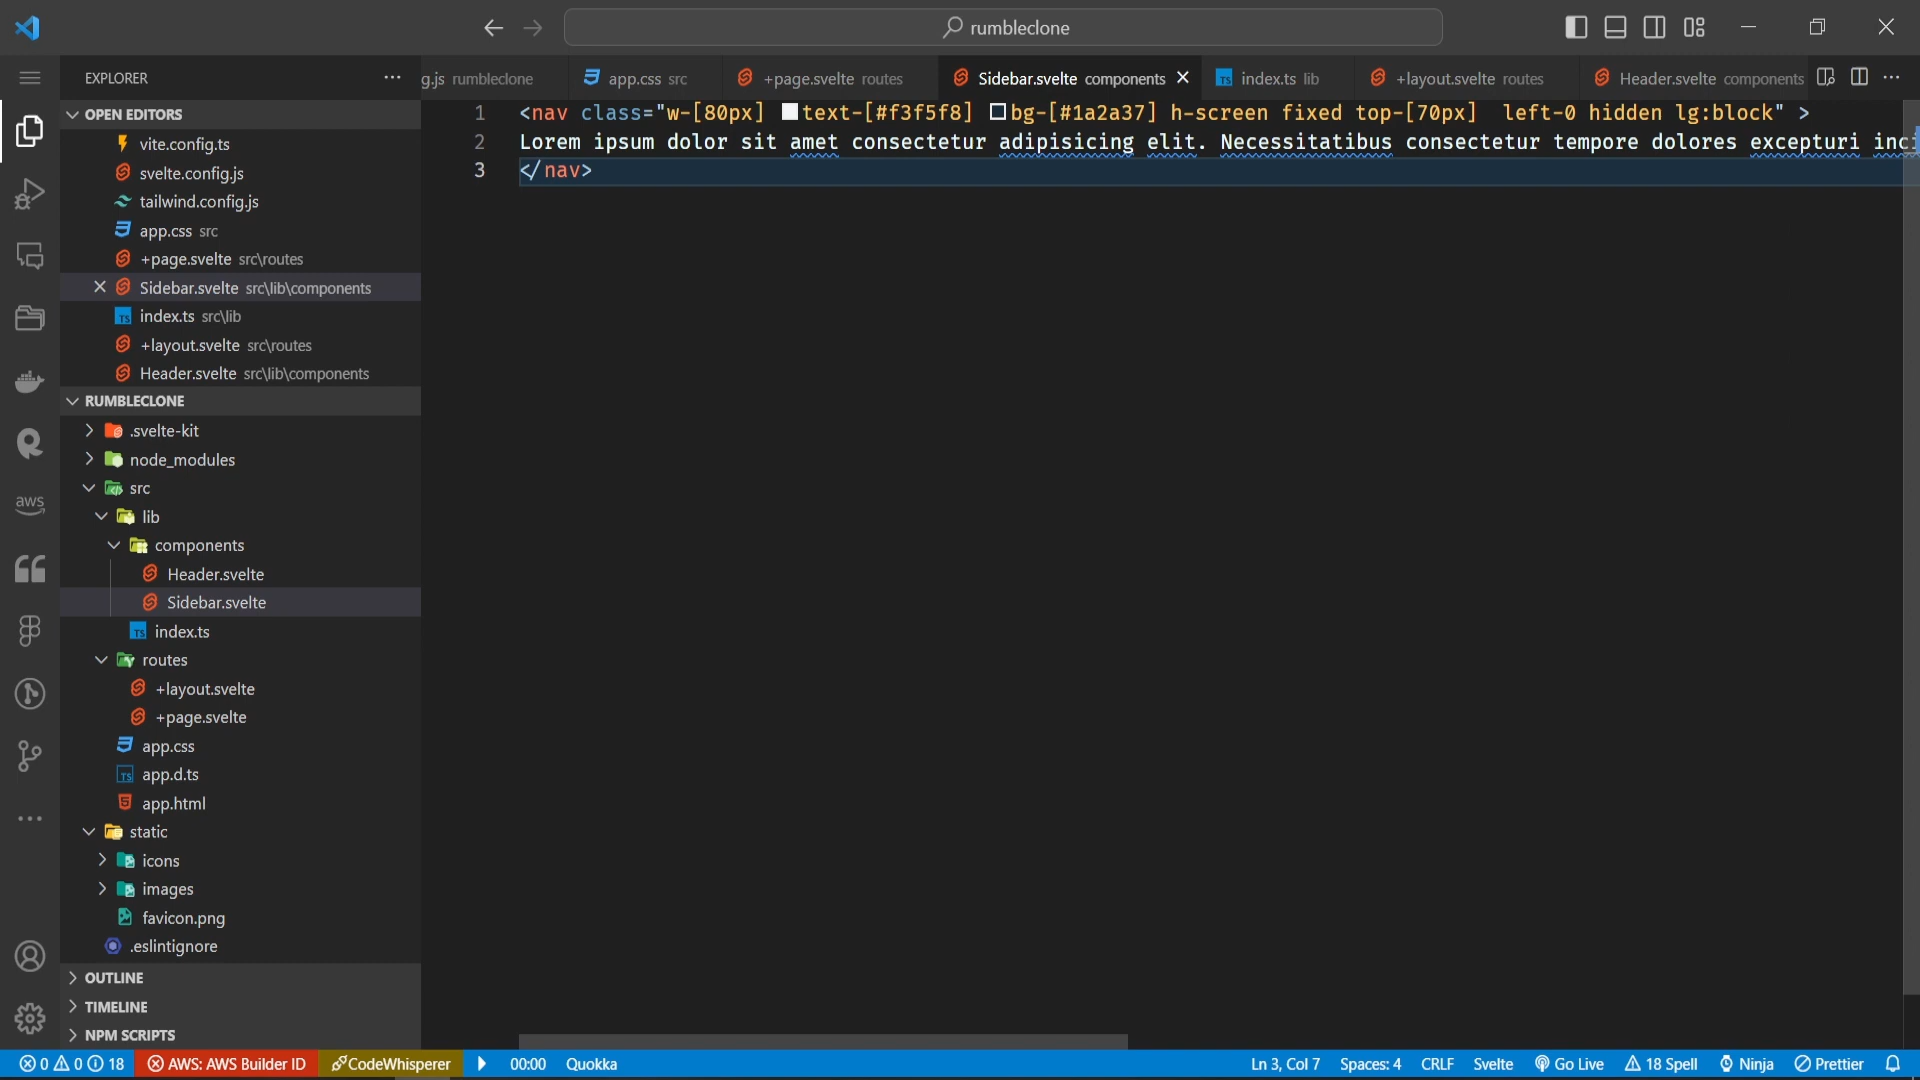 rumbleclone
EXPLORER
g.js rumbleclone
app.css src
+page.svelte routes
Sidebar.svelte components
index.ts lib
+layout.svelte routes
Header.svelte components
OPEN EDITORS
vite.config.ts
svelte.config.js
tailwind.config.js
app.css src
+page.svelte src\routes
Sidebar.svelte src\lib\components
index.ts src\lib
+layout.svelte src\routes
Header.svelte src\lib\components
RUMBLECLONE
.svelte-kit
node_modules
src
lib
components
Header.svelte
Sidebar.svelte
index.ts
routes
+layout.svelte
+page.svelte
app.css
app.d.ts
app.html
static
icons
images
favicon.png
.eslintignore
OUTLINE
TIMELINE
NPM SCRIPTS
aws
1 <nav class="w-[80px] text-[#f3f5f8] bg-[#1a2a37] h-screen fixed top-[70px]  left-0 hidden lg:block" >
2 Lorem ipsum dolor sit amet consectetur adipisicing elit. Necessitatibus consectetur tempore dolores excepturi inci
3 </nav>
0 0 18 AWS: AWS Builder ID CodeWhisperer 00:00 Quokka Ln 3, Col 7 Spaces: 4 CRLF Svelte Go Live 18 Spell Ninja Prettier